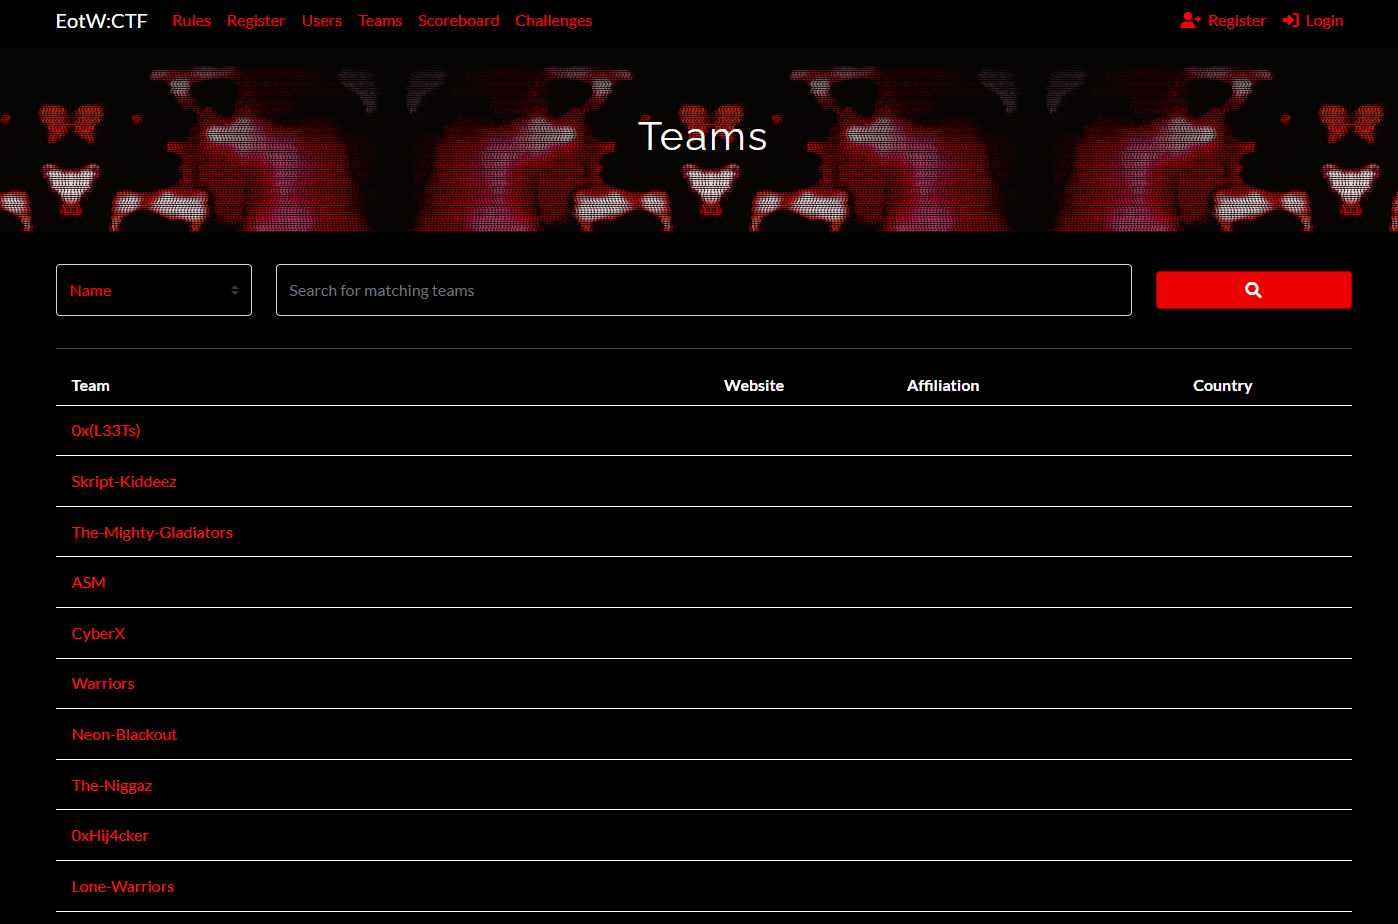 EotW:CTF Rules Register Users Teams Scoreboard Challenges Register Login
Teams
Name Search for matching teams
Team Website Affiliation Country
0x(L33Ts)
Skript-Kiddeez
The-Mighty-Gladiators
ASM
CyberX
Warriors
Neon-Blackout
The-Niggaz
0xHij4cker
Lone-Warriors